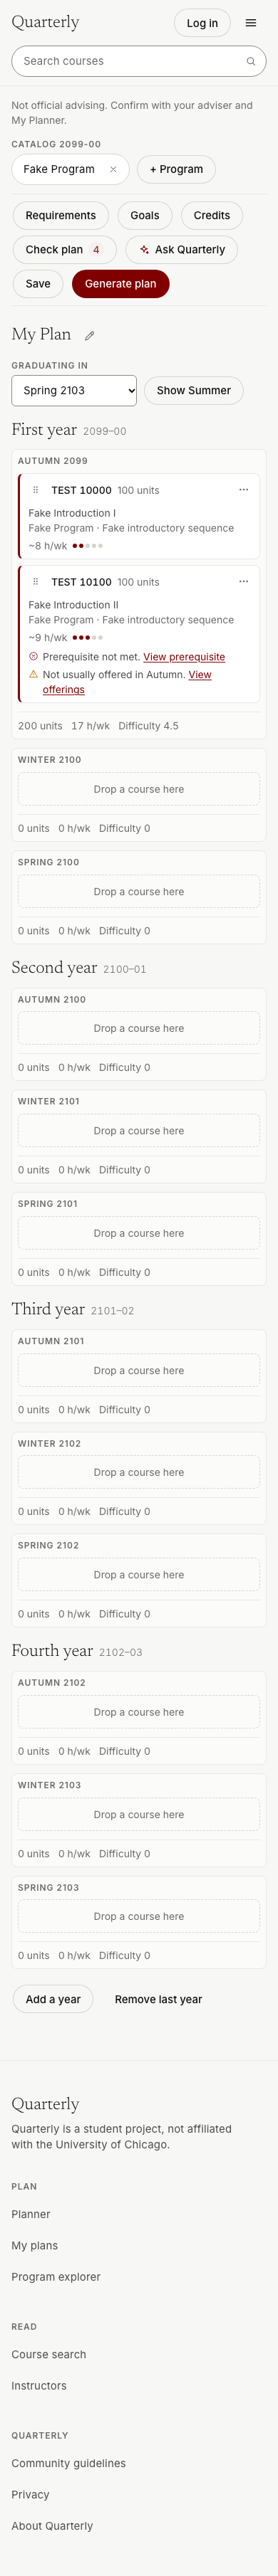 Quarterly
Log in
Search courses
Not official advising. Confirm with your adviser and
My Planner.
CATALOG 2099-00
Fake Program
+ Program
Requirements
Goals
Credits
Check plan 4
Ask Quarterly
Save
Generate plan
My Plan
GRADUATING IN
Spring 2103
Show Summer
First year 2099–00
AUTUMN 2099
TEST 10000 100 units
Fake Introduction I
Fake Program · Fake introductory sequence
~8 h/wk
TEST 10100 100 units
Fake Introduction II
Fake Program · Fake introductory sequence
~9 h/wk
Prerequisite not met. View prerequisite
Not usually offered in Autumn. View
offerings
200 units 17 h/wk Difficulty 4.5
WINTER 2100
Drop a course here
0 units 0 h/wk Difficulty 0
SPRING 2100
Drop a course here
0 units 0 h/wk Difficulty 0
Second year 2100–01
AUTUMN 2100
Drop a course here
0 units 0 h/wk Difficulty 0
WINTER 2101
Drop a course here
0 units 0 h/wk Difficulty 0
SPRING 2101
Drop a course here
0 units 0 h/wk Difficulty 0
Third year 2101–02
AUTUMN 2101
Drop a course here
0 units 0 h/wk Difficulty 0
WINTER 2102
Drop a course here
0 units 0 h/wk Difficulty 0
SPRING 2102
Drop a course here
0 units 0 h/wk Difficulty 0
Fourth year 2102–03
AUTUMN 2102
Drop a course here
0 units 0 h/wk Difficulty 0
WINTER 2103
Drop a course here
0 units 0 h/wk Difficulty 0
SPRING 2103
Drop a course here
0 units 0 h/wk Difficulty 0
Add a year
Remove last year
Quarterly
Quarterly is a student project, not affiliated
with the University of Chicago.
PLAN
Planner
My plans
Program explorer
READ
Course search
Instructors
QUARTERLY
Community guidelines
Privacy
About Quarterly